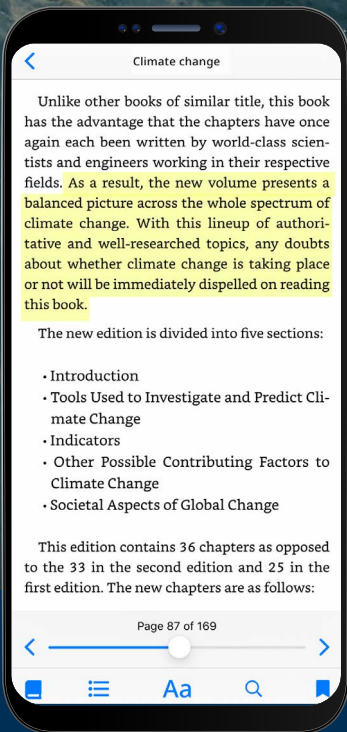 Climate change
Unlike other books of similar title, this book
has the advantage that the chapters have once
again each been written by world-class scien-
tists and engineers working in their respective
fields. As a result, the new volume presents a
balanced picture across the whole spectrum of
climate change. With this lineup of authori-
tative and well-researched topics, any doubts
about whether climate change is taking place
or not will be immediately dispelled on reading
this book.
The new edition is divided into five sections:
• Introduction
• Tools Used to Investigate and Predict Cli-
mate Change
• Indicators
• Other Possible Contributing Factors to
Climate Change
• Societal Aspects of Global Change
This edition contains 36 chapters as opposed
to the 33 in the second edition and 25 in the
first edition. The new chapters are as follows:
Page 87 of 169
Aa